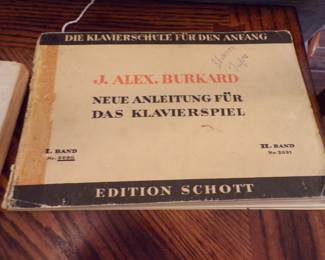 DIE KLAVIERSCHULE FÜR DEN ANFANG
J. ALEX. BURKARD
NEUE ANLEITUNG FÜR
DAS KLAVIERSPIEL
I. BAND
II. BAND
EDITION SCHOTT